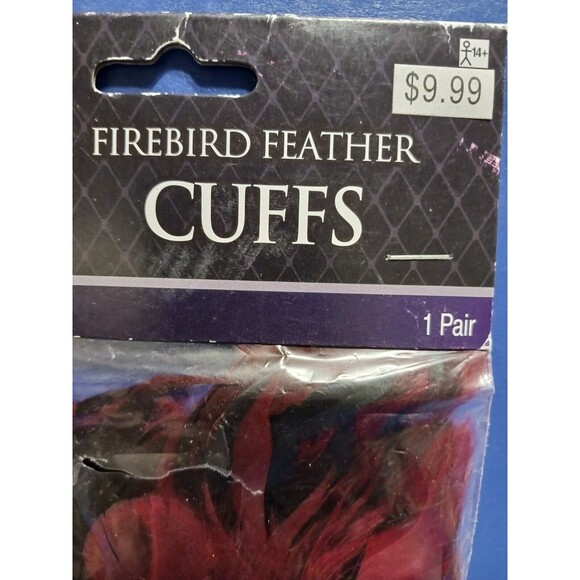 14+
$9.99
FIREBIRD FEATHER
CUFFS
1 Pair